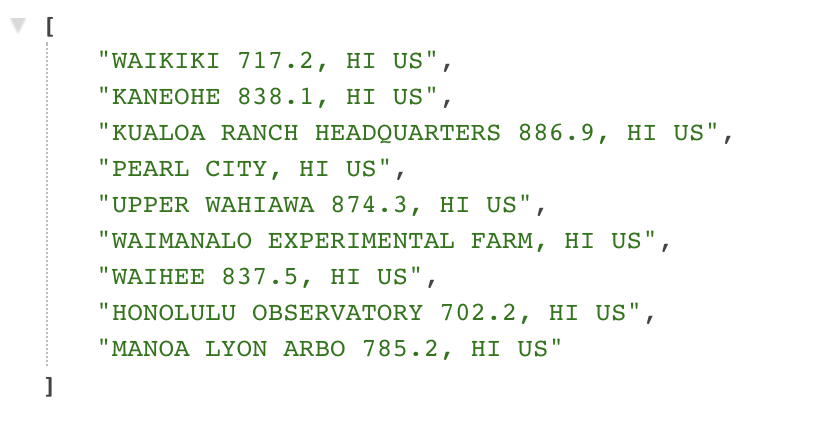 [
"WAIKIKI 717.2, HI US",
"KANEOHE 838.1, HI US",
"KUALOA RANCH HEADQUARTERS 886.9, HI US",
"PEARL CITY, HI US",
"UPPER WAHIAWA 874.3, HI US",
"WAIMANALO EXPERIMENTAL FARM, HI US",
"WAIHEE 837.5, HI US",
"HONOLULU OBSERVATORY 702.2, HI US",
"MANOA LYON ARBO 785.2, HI US"
]